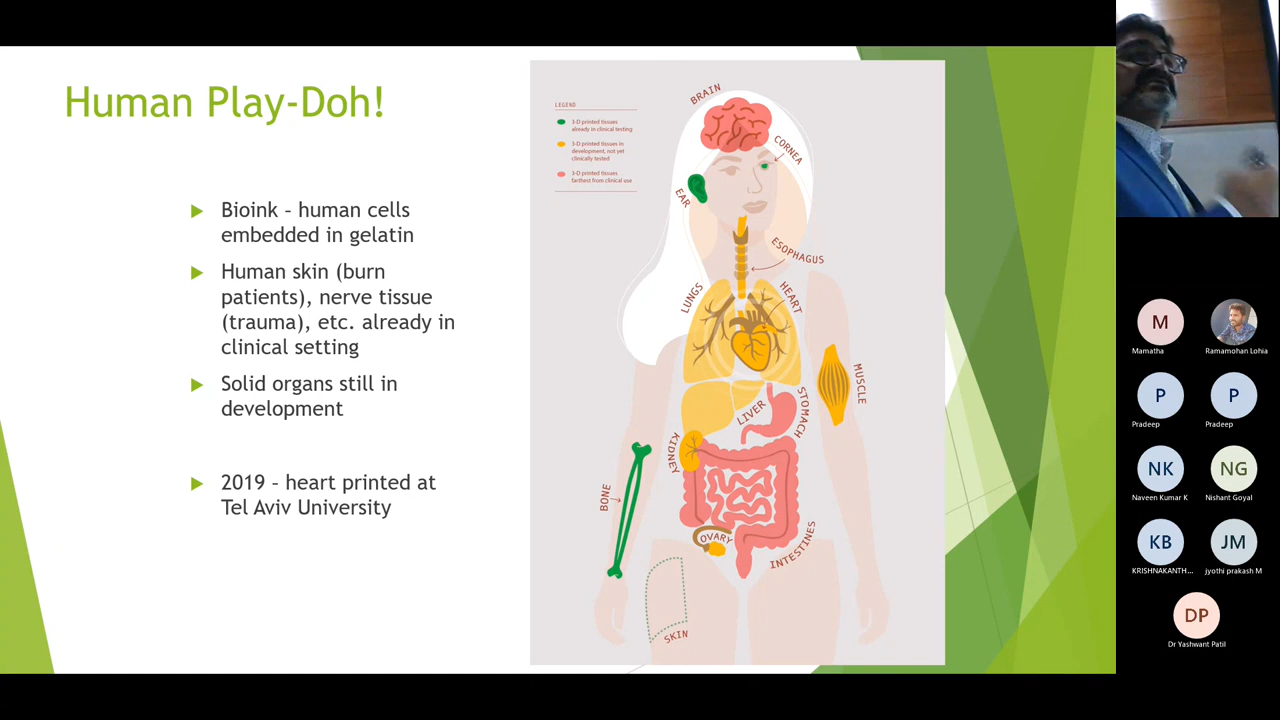 Human Play-Doh!
Bioink - human cells
embedded in gelatin
Human skin (burn
patients), nerve tissue
(trauma), etc. already in
clinical setting
Solid organs still in
development
2019 - heart printed at
Tel Aviv University
LEGEND
3-D printed tissues
already in clinical testing
3-D printed tissues in
development, not yet
clinically tested
3-D printed tissues
farthest from clinical use
BRAIN
CORNEA
EAR
ESOPHAGUS
LUNGS
HEART
MUSCLE
LIVER
STOMACH
KIDNEY
BONE
OVARY
INTESTINES
SKIN
M
Mamatha
Ramamohan Lohia
P
Pradeep
P
Pradeep
NK
Naveen Kumar K
NG
Nishant Goyal
KB
KRISHNAKANTH...
JM
jyothi prakash M
DP
Dr Yashwant Patil